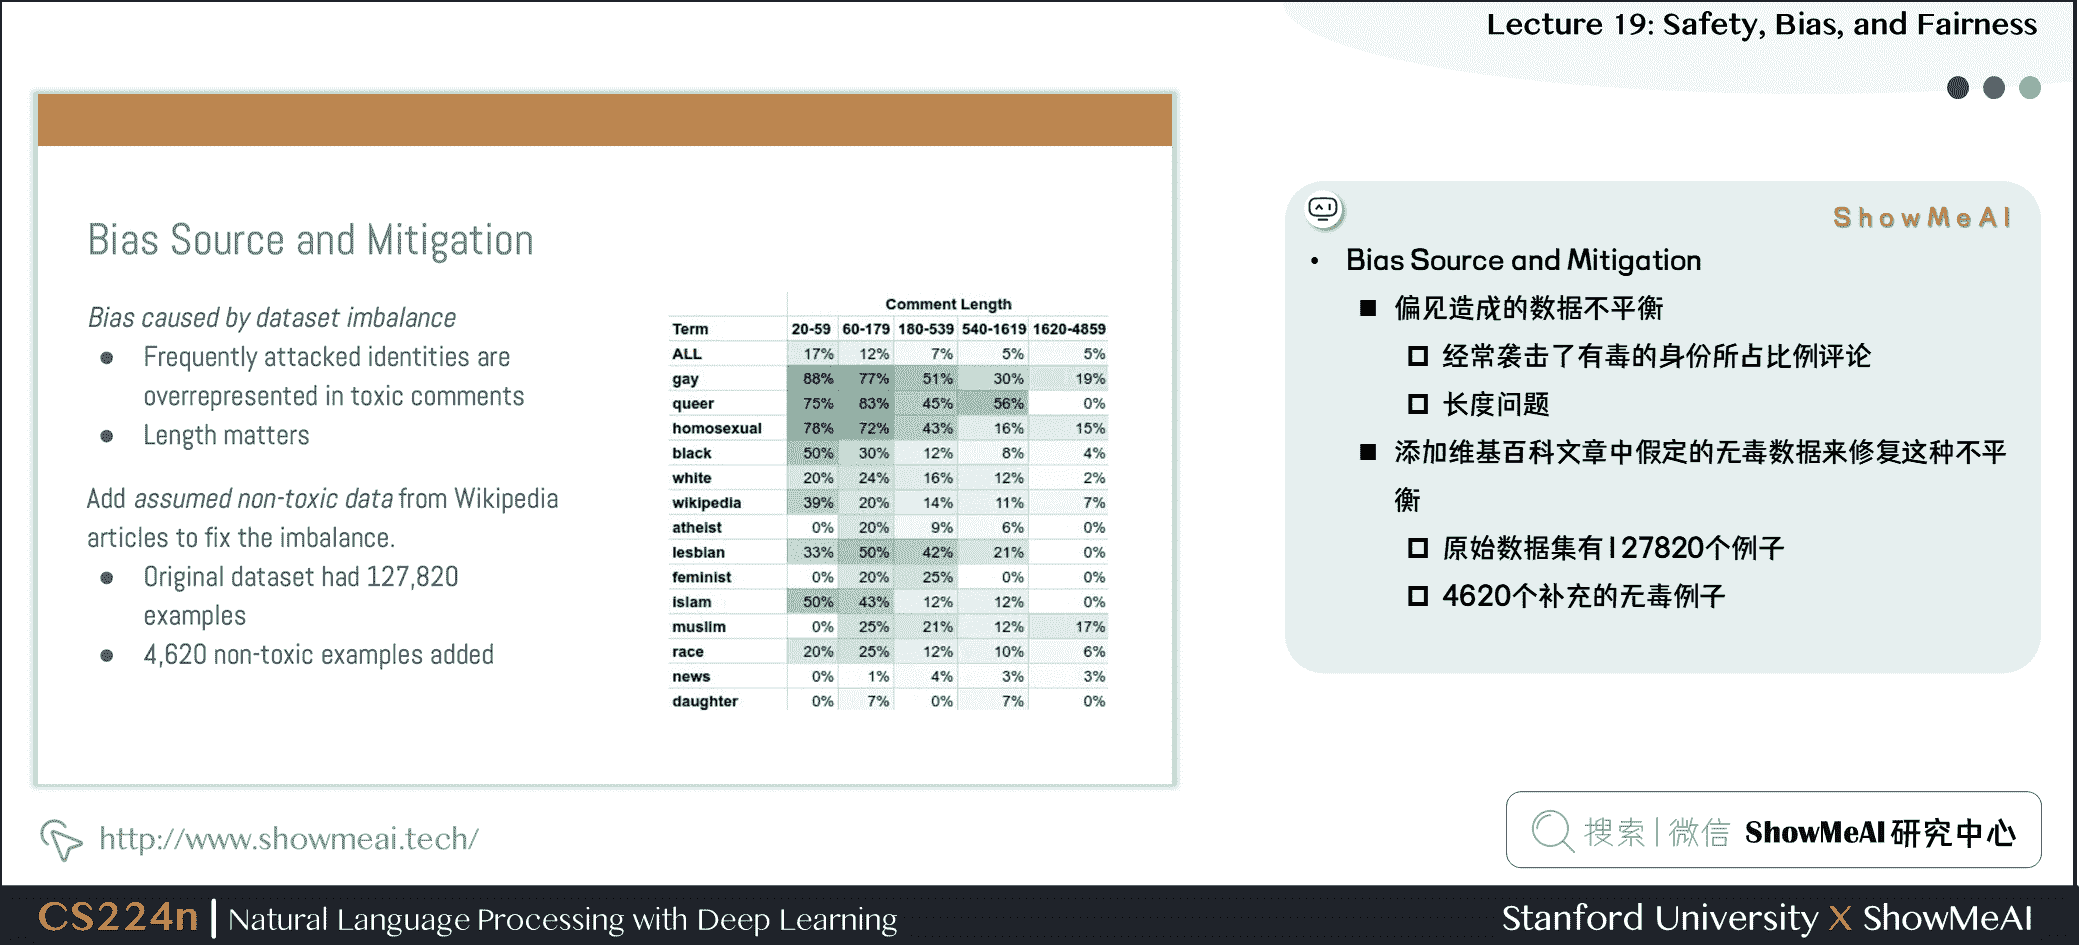 Lecture 19: Safety, Bias, and Fairness
Bias Source and Mitigation
Bias caused by dataset imbalance
● Frequently attacked identities are
overrepresented in toxic comments
● Length matters
Add assumed non-toxic data from Wikipedia
articles to fix the imbalance.
● Original dataset had 127,820
examples
● 4,620 non-toxic examples added
Comment Length
Term 20-59 60-179 180-539 540-1619 1620-4859
ALL 17% 12% 7% 5% 5%
gay 88% 77% 51% 30% 19%
queer 75% 83% 45% 56% 0%
homosexual 78% 72% 43% 16% 15%
black 50% 30% 12% 8% 4%
white 20% 24% 16% 12% 2%
wikipedia 39% 20% 14% 11% 7%
atheist 0% 20% 9% 6% 0%
lesbian 33% 50% 42% 21% 0%
feminist 0% 20% 25% 0% 0%
islam 50% 43% 12% 12% 0%
muslim 0% 25% 21% 12% 17%
race 20% 25% 12% 10% 6%
news 0% 1% 4% 3% 3%
daughter 0% 7% 0% 7% 0%
ShowMeAI
• Bias Source and Mitigation
■ 偏见造成的数据不平衡
□ 经常袭击了有毒的身份所占比例评论
□ 长度问题
■ 添加维基百科文章中假定的无毒数据来修复这种不平
衡
□ 原始数据集有127820个例子
□ 4620个补充的无毒例子
http://www.showmeai.tech/
搜索|微信 ShowMeAI研究中心
CS224n | Natural Language Processing with Deep Learning
Stanford University X ShowMeAI